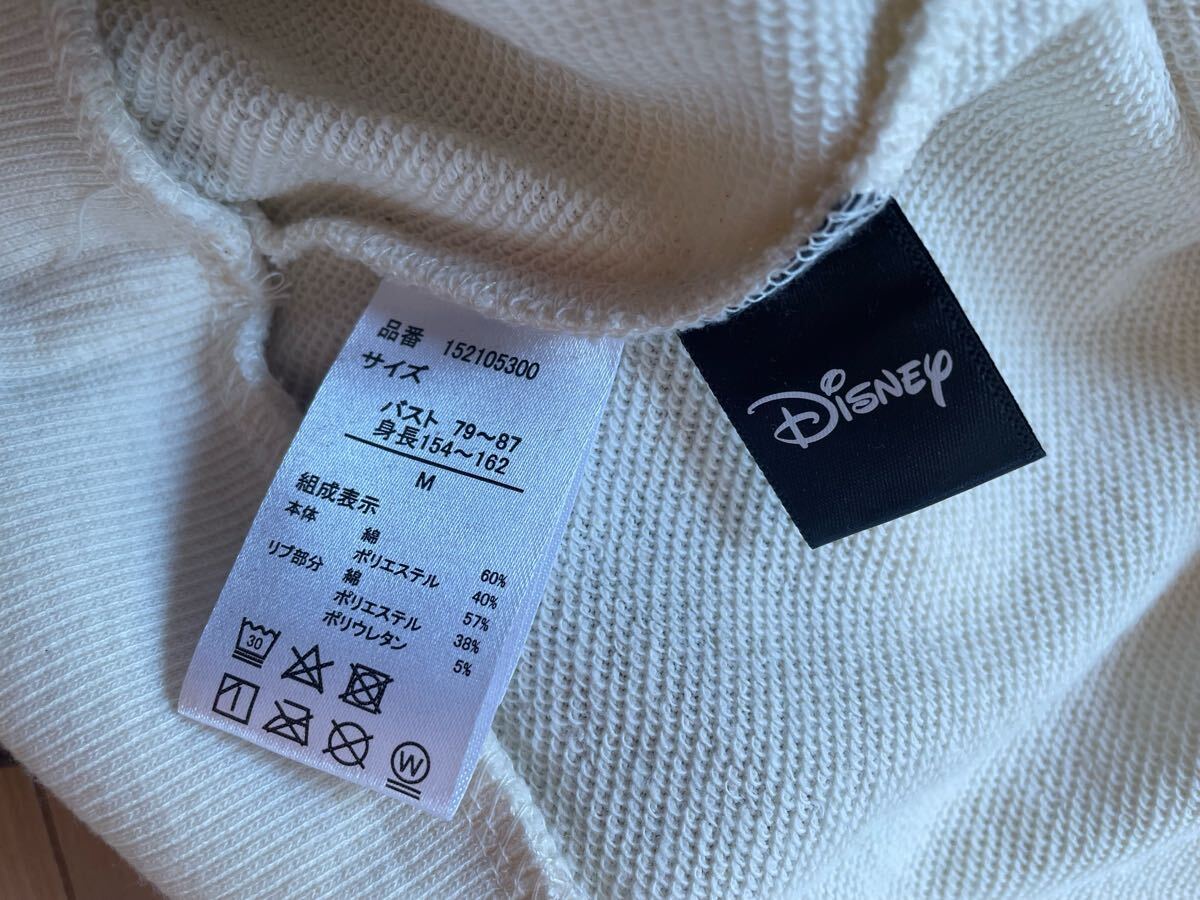 品番 152105300
サイズ
バスト 79～87
身長154～162
M
組成表示
本体 綿 60%
ポリエステル 40%
リブ部分 綿 57%
ポリエステル 38%
ポリウレタン 5%
30
W
DISNEY